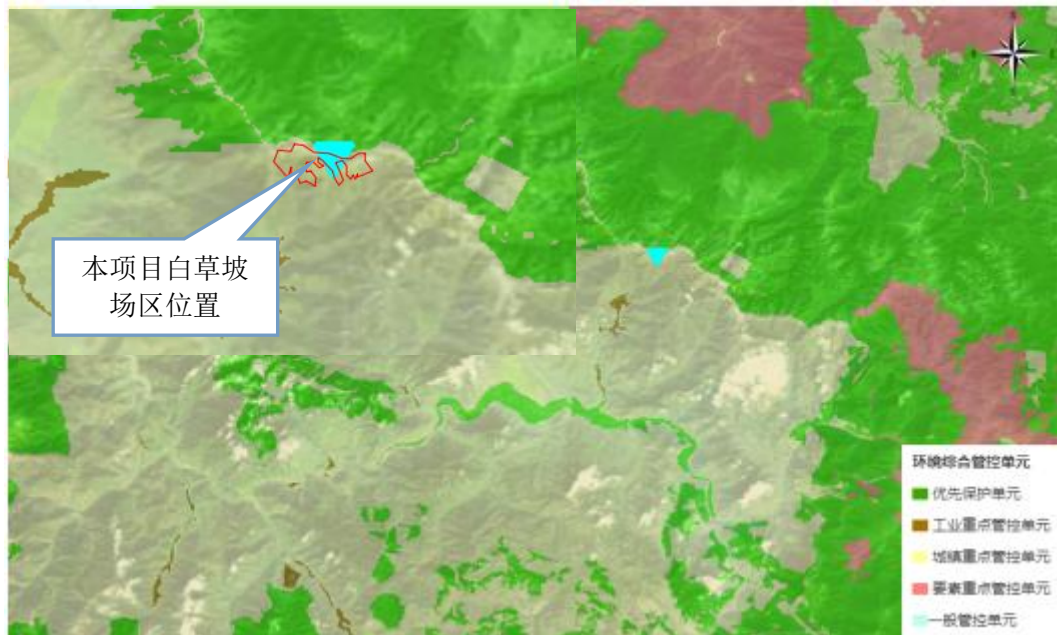 本项目白草坡
场区位置
环境综合管控单元
优先保护单元
工业重点管控单元
城镇重点管控单元
要素重点管控单元
一般管控单元